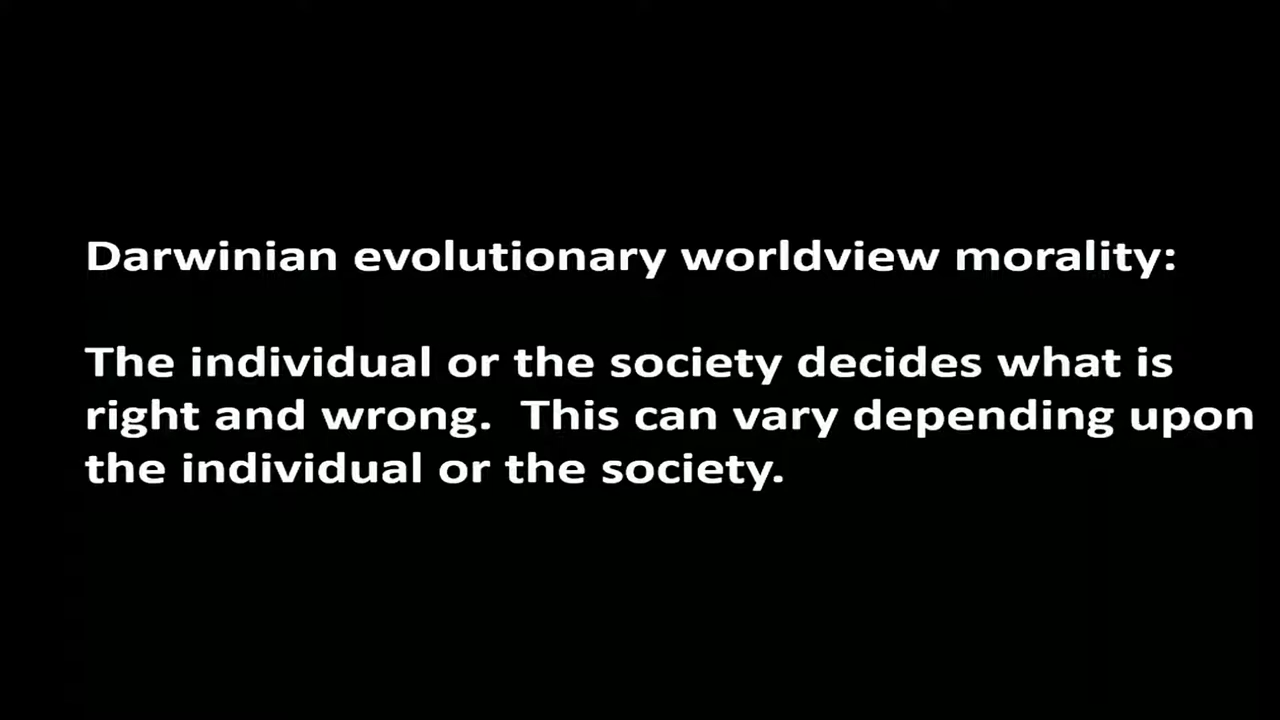 Darwinian evolutionary worldview morality:
The individual or the society decides what is
right and wrong.  This can vary depending upon
the individual or the society.